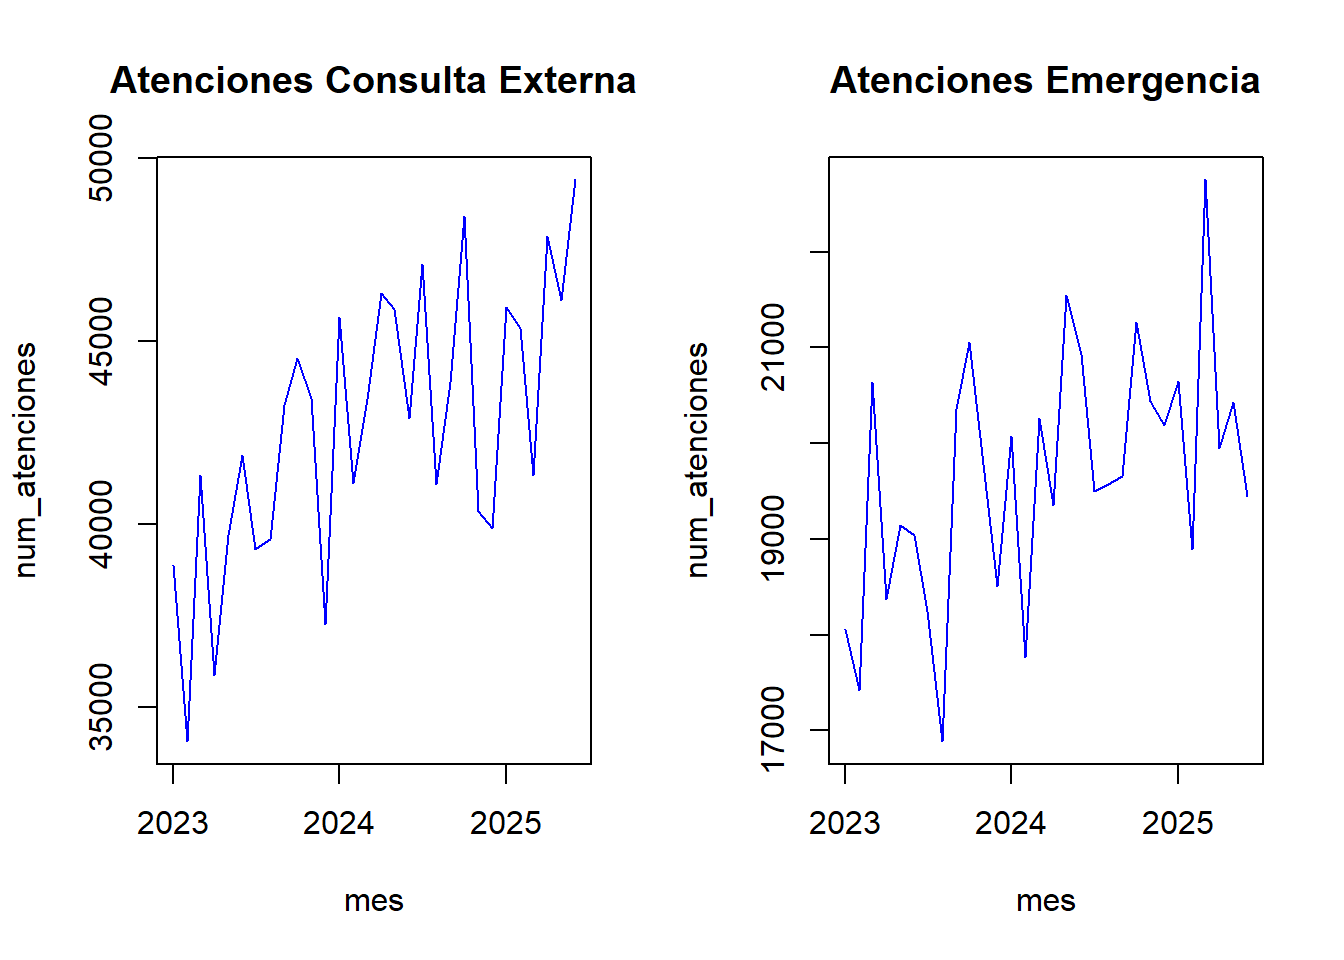 Atenciones Consulta Externa
num_atenciones
50000
45000
40000
35000
2023 2024 2025
mes
Atenciones Emergencia
num_atenciones
21000
19000
17000
2023 2024 2025
mes